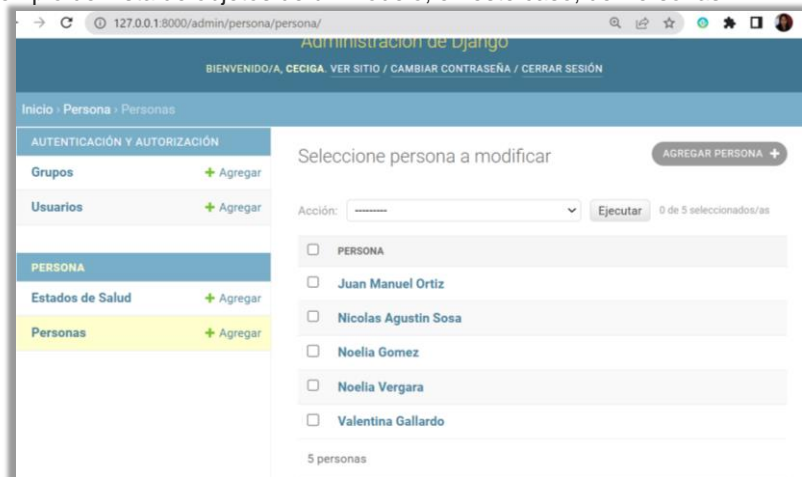 127.0.0.1:8000/admin/persona/persona/
Administración de Django
BIENVENIDO/A, CECIGA. VER SITIO / CAMBIAR CONTRASEÑA / CERRAR SESIÓN
Inicio › Persona › Personas
AUTENTICACIÓN Y AUTORIZACIÓN
Grupos + Agregar
Usuarios + Agregar
PERSONA
Estados de Salud + Agregar
Personas + Agregar
Seleccione persona a modificar
AGREGAR PERSONA +
Acción: --------- Ejecutar 0 de 5 seleccionados/as
PERSONA
Juan Manuel Ortiz
Nicolas Agustin Sosa
Noelia Gomez
Noelia Vergara
Valentina Gallardo
5 personas